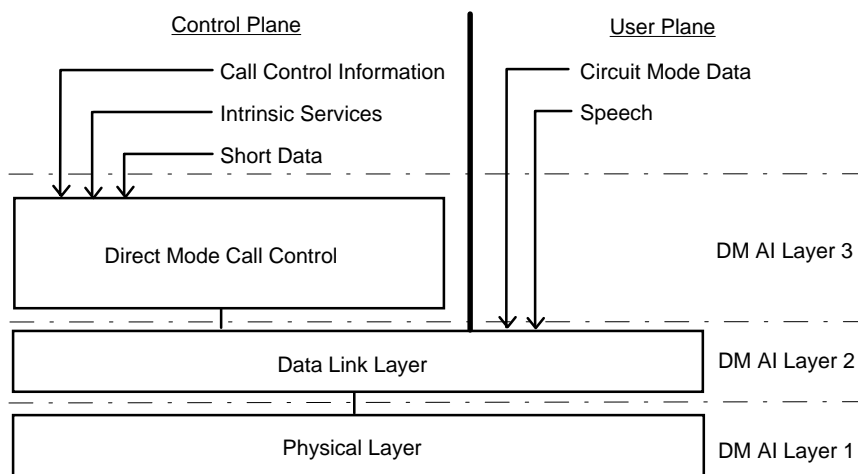 Control Plane
User Plane
Call Control Information
Circuit Mode Data
Intrinsic Services
Speech
Short Data
Direct Mode Call Control
DM AI Layer 3
Data Link Layer
DM AI Layer 2
Physical Layer
DM AI Layer 1